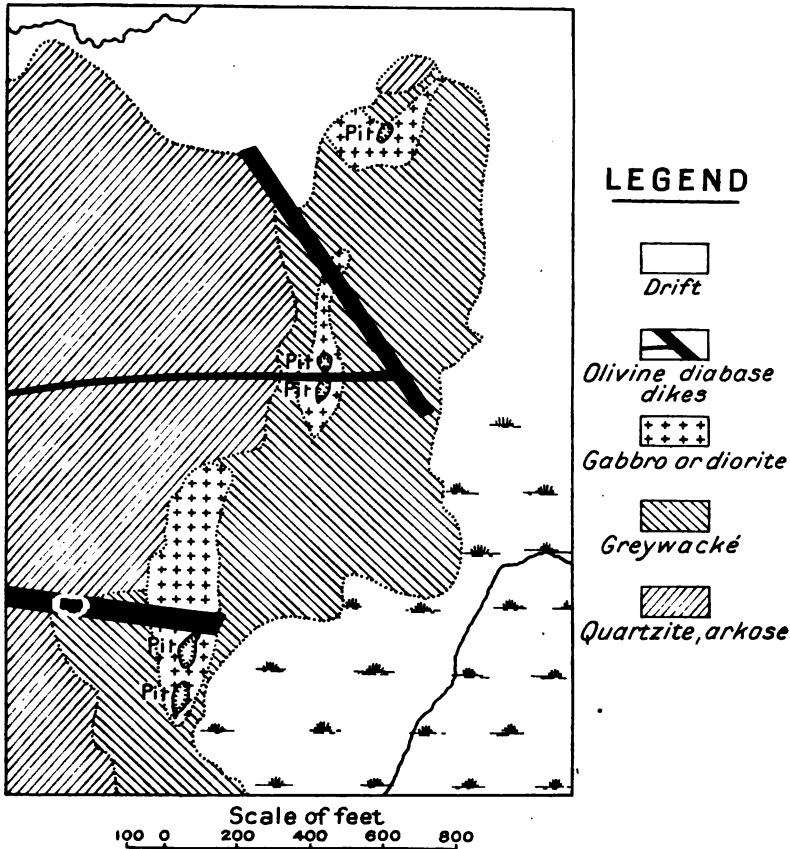 Pit
Pit
Pit
Pit
Pit
LEGEND
Drift
Olivine diabase
dikes
Gabbro or diorite
Greywacké
Quartzite, arkose
Scale of feet
100 0 200 400 600 800